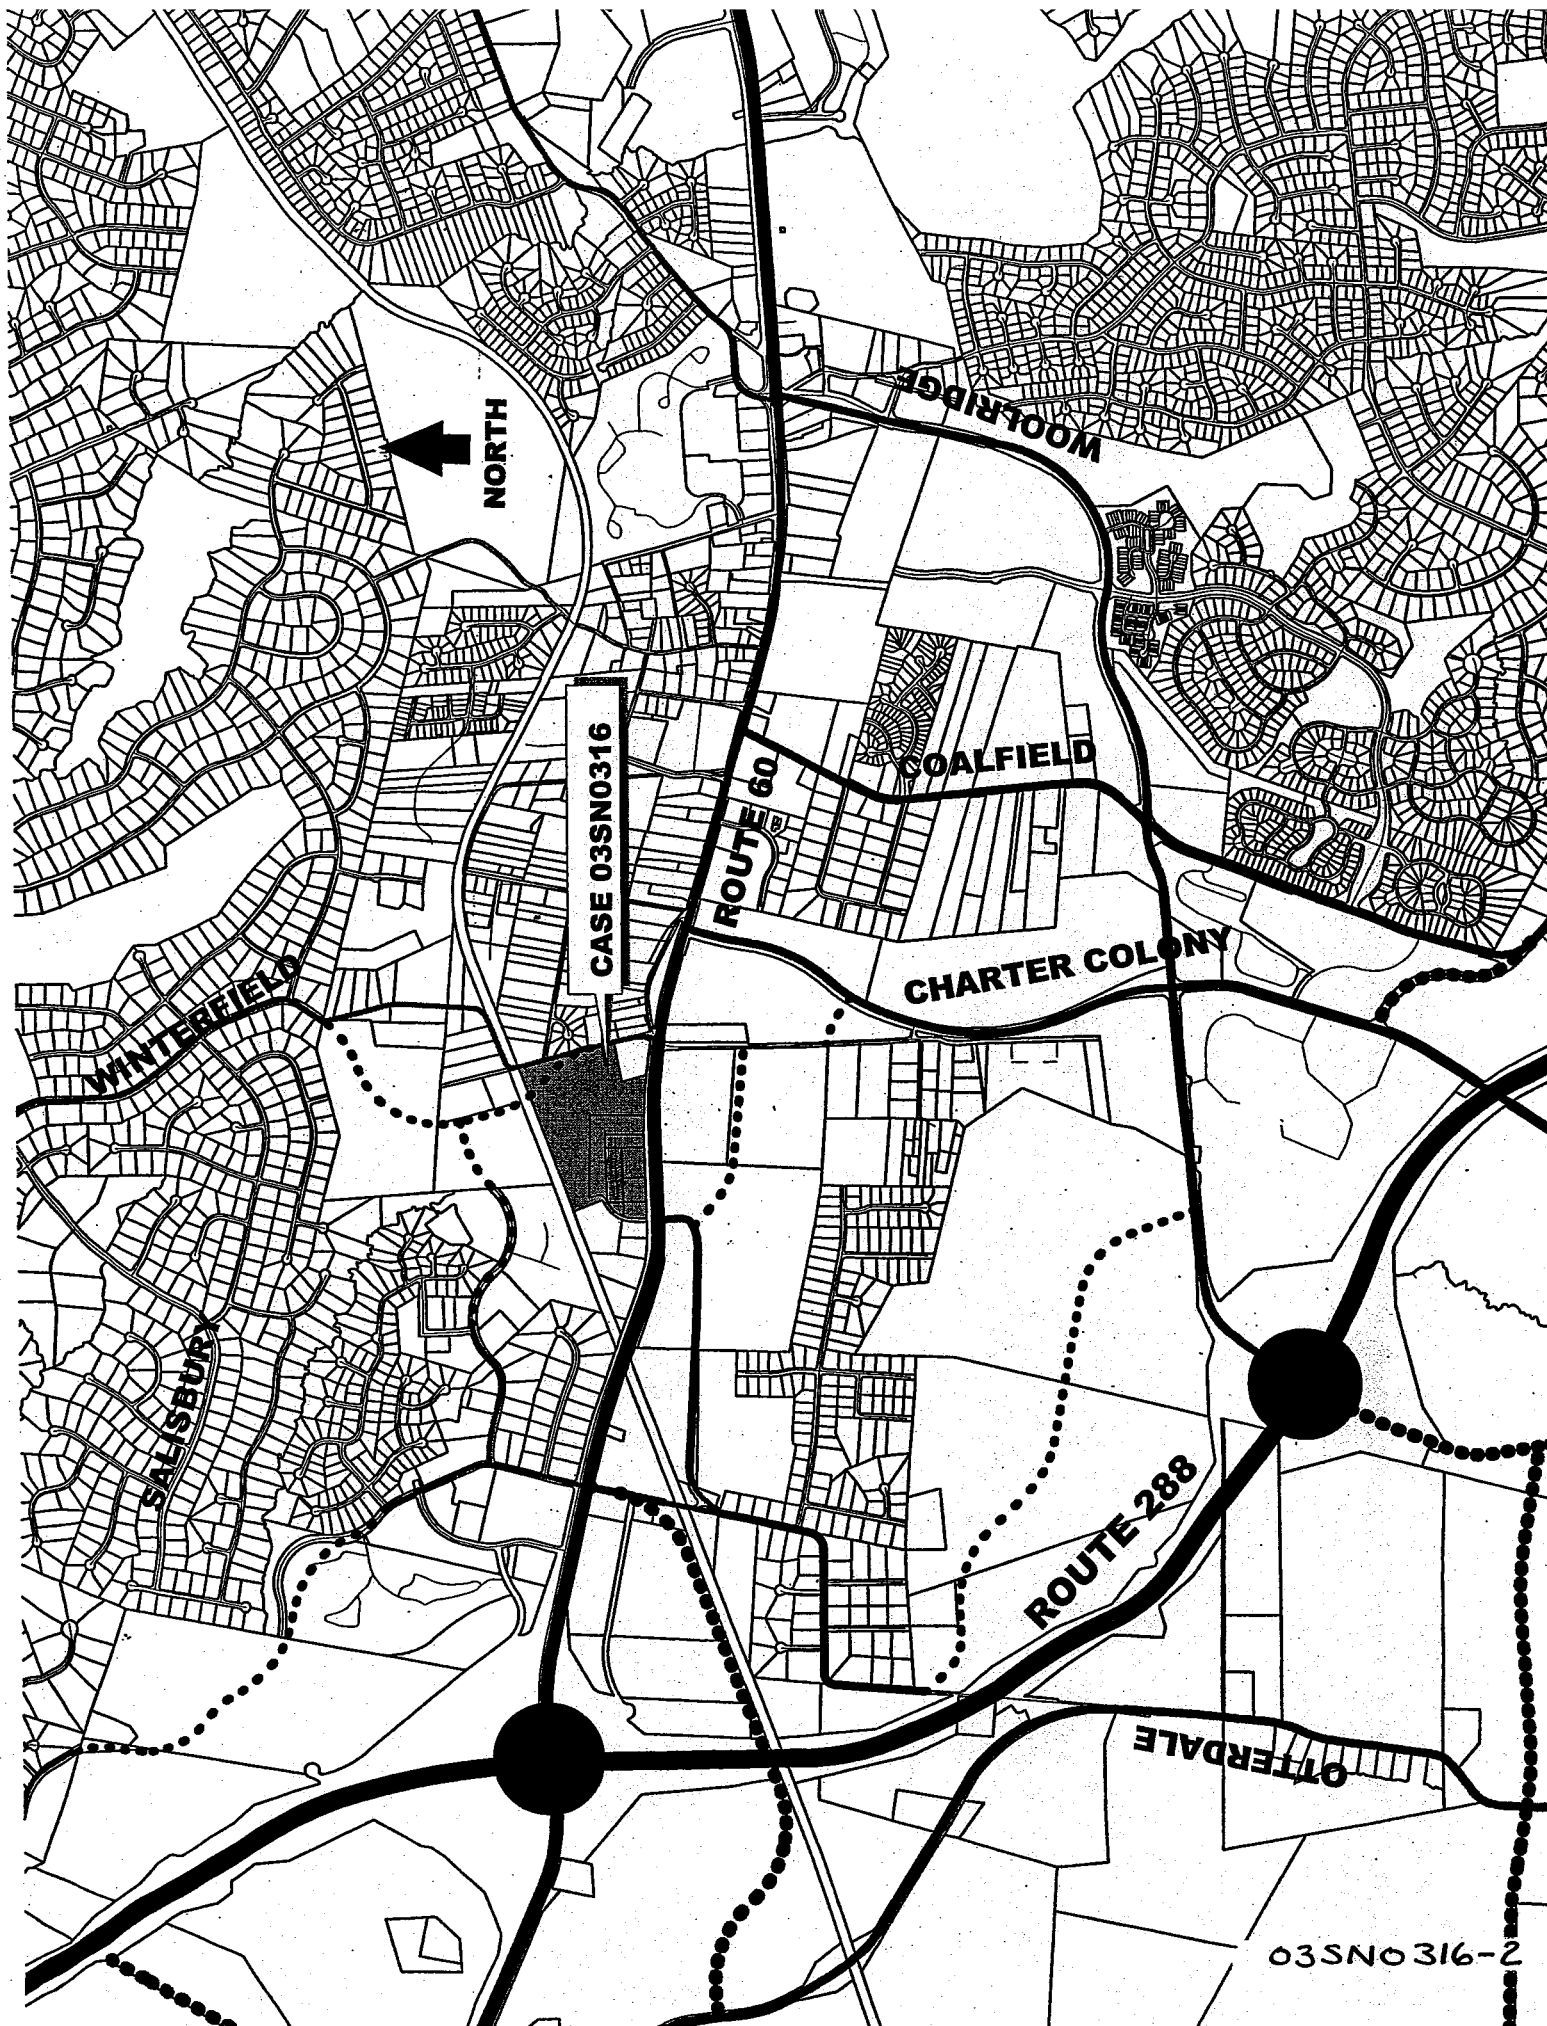 WOOLRIDGE
NORTH
CASE 03SN0316
COALFIELD
ROUTE 60
CHARTER COLONY
WINTERFIELD
SALISBURY
ROUTE 288
OTTERDALE
03SN0316-2